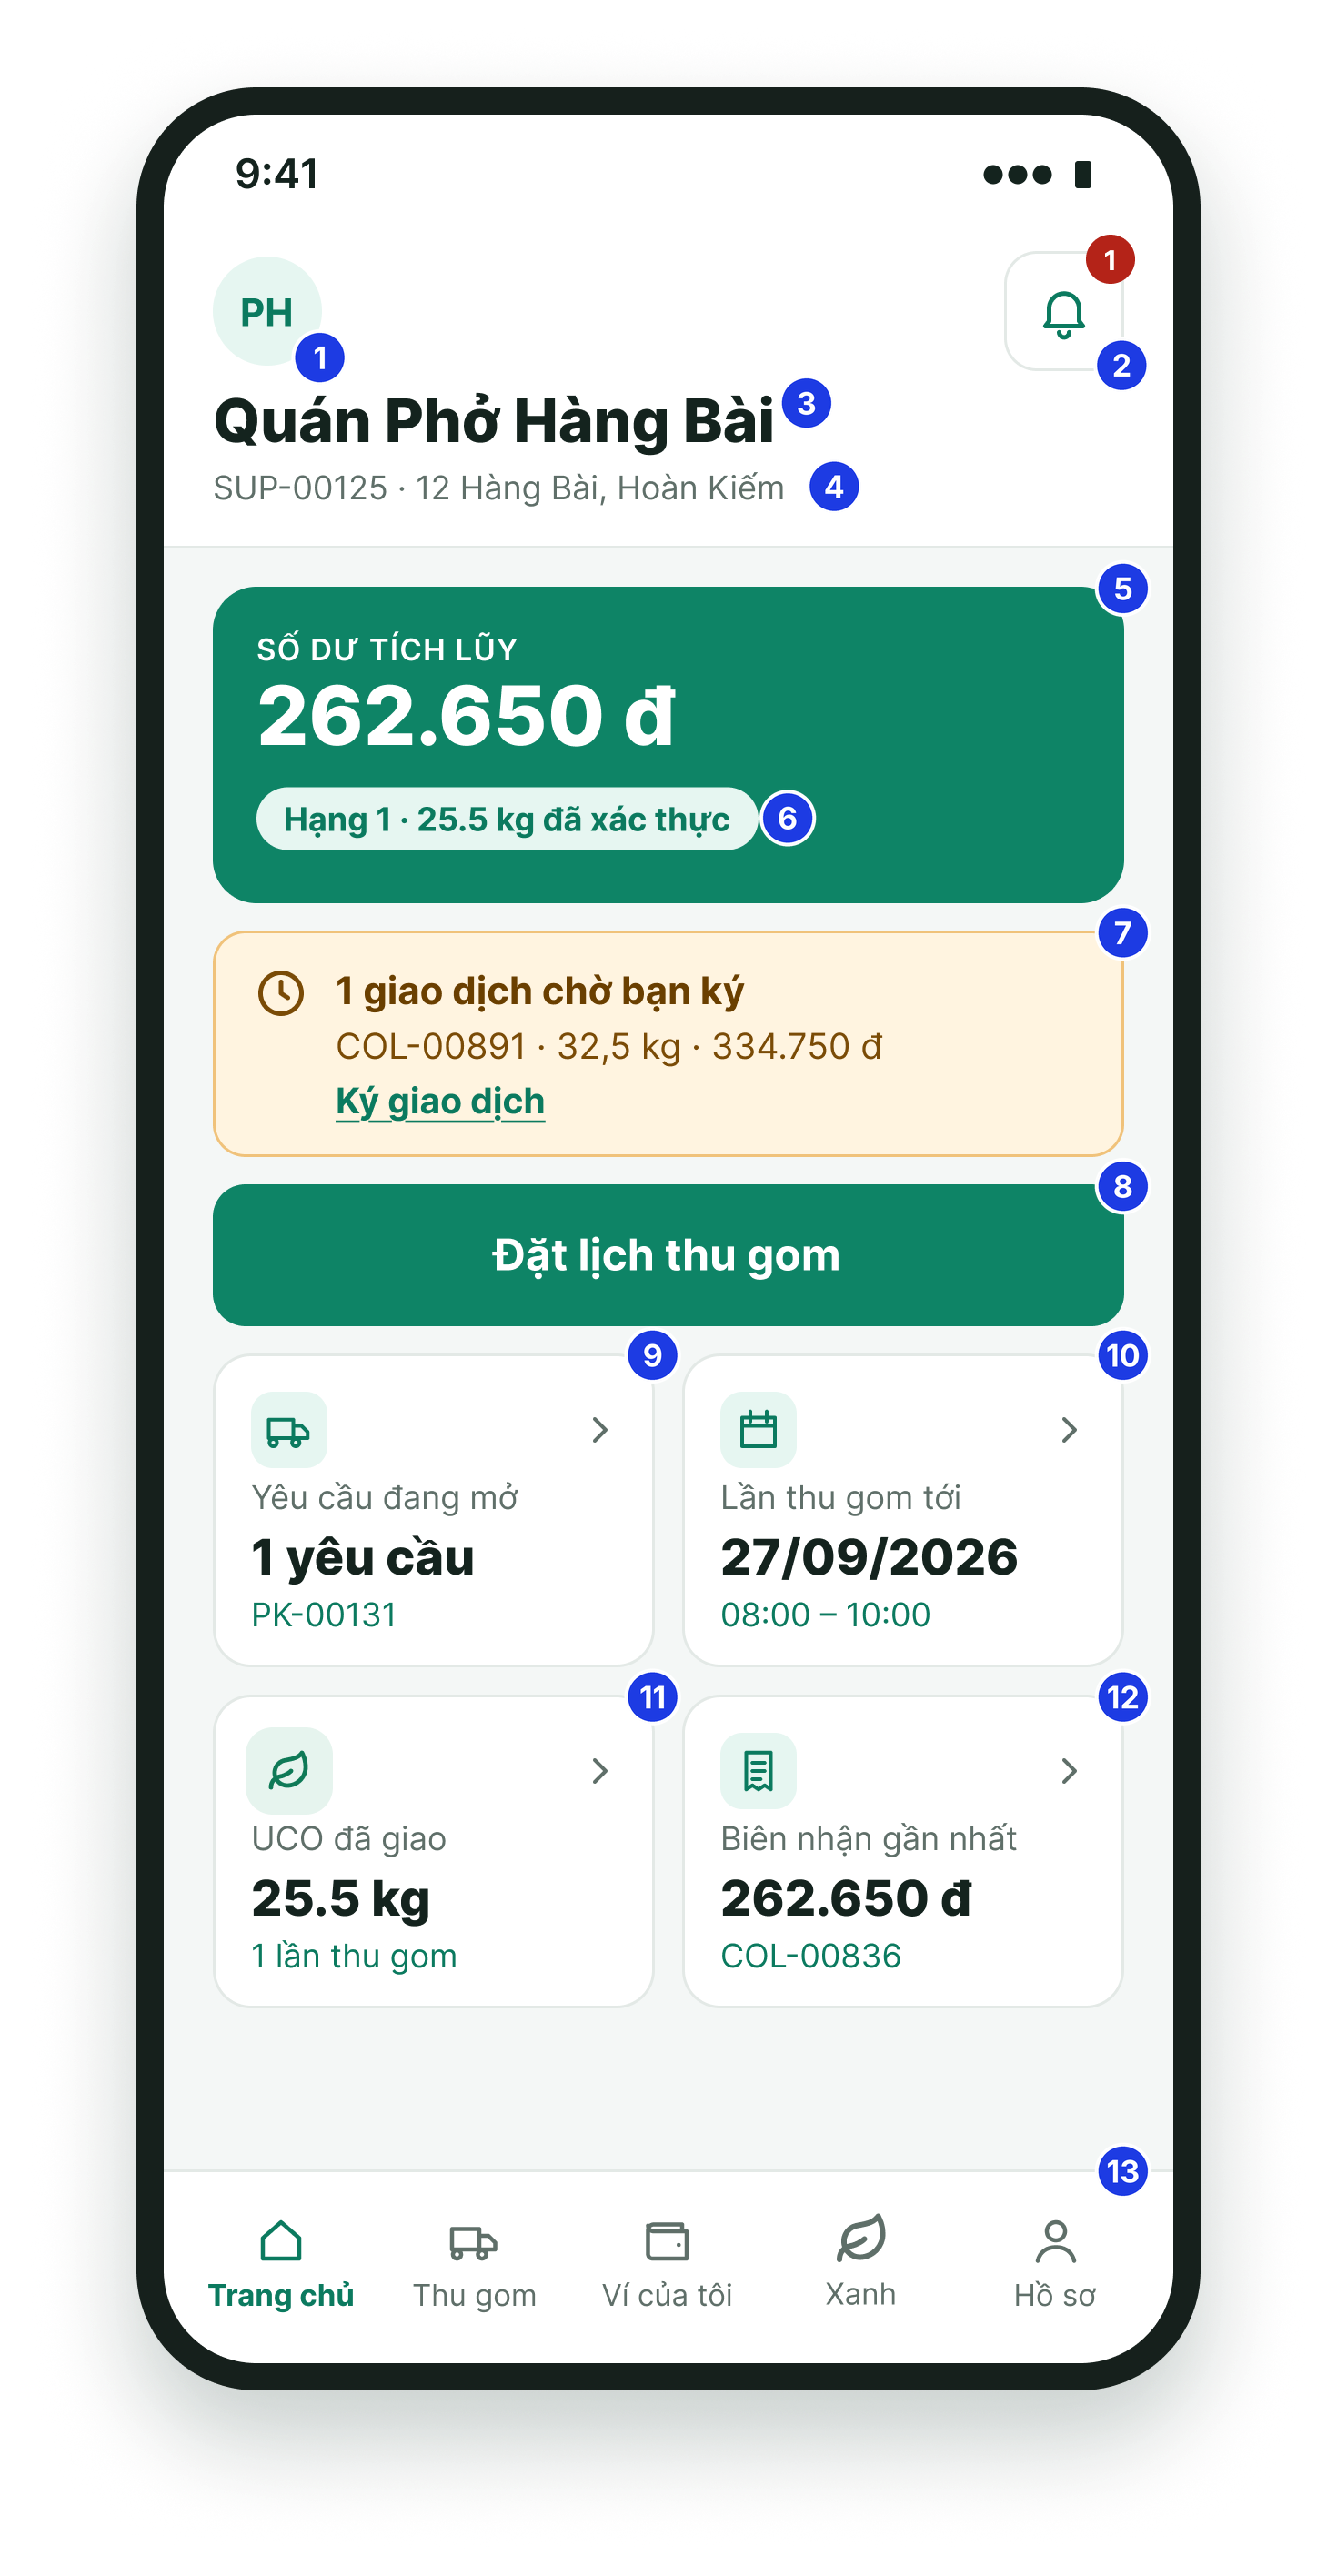 9:41
PH
1
1
2
Quán Phở Hàng Bài
3
SUP-00125 · 12 Hàng Bài, Hoàn Kiếm
4
5
SỐ DƯ TÍCH LŨY
262.650 đ
Hạng 1 · 25.5 kg đã xác thực
6
7
1 giao dịch chờ bạn ký
COL-00891 · 32,5 kg · 334.750 đ
Ký giao dịch
8
Đặt lịch thu gom
9
Yêu cầu đang mở
1 yêu cầu
PK-00131
10
Lần thu gom tới
27/09/2026
08:00 – 10:00
11
UCO đã giao
25.5 kg
1 lần thu gom
12
Biên nhận gần nhất
262.650 đ
COL-00836
13
Trang chủ
Thu gom
Ví của tôi
Xanh
Hồ sơ